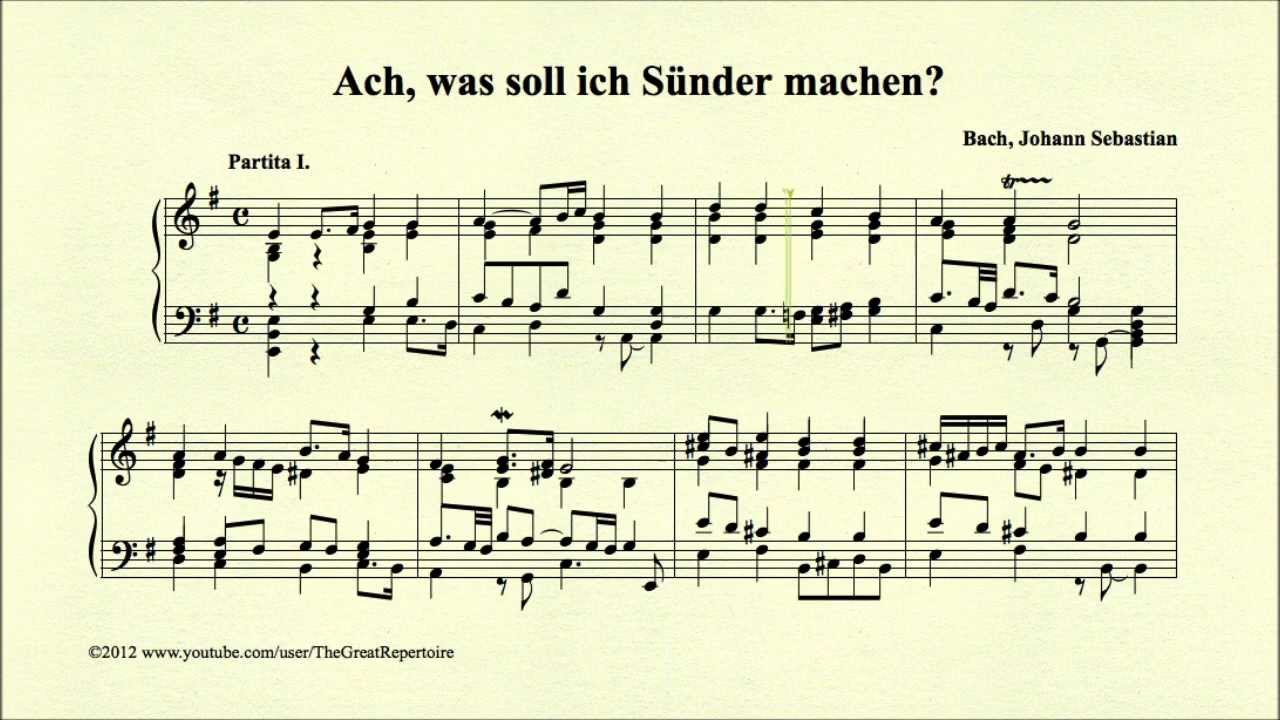 Ach, was soll ich Sünder machen?
Bach, Johann Sebastian
Partita I.
©2012 www.youtube.com/user/TheGreatRepertoire